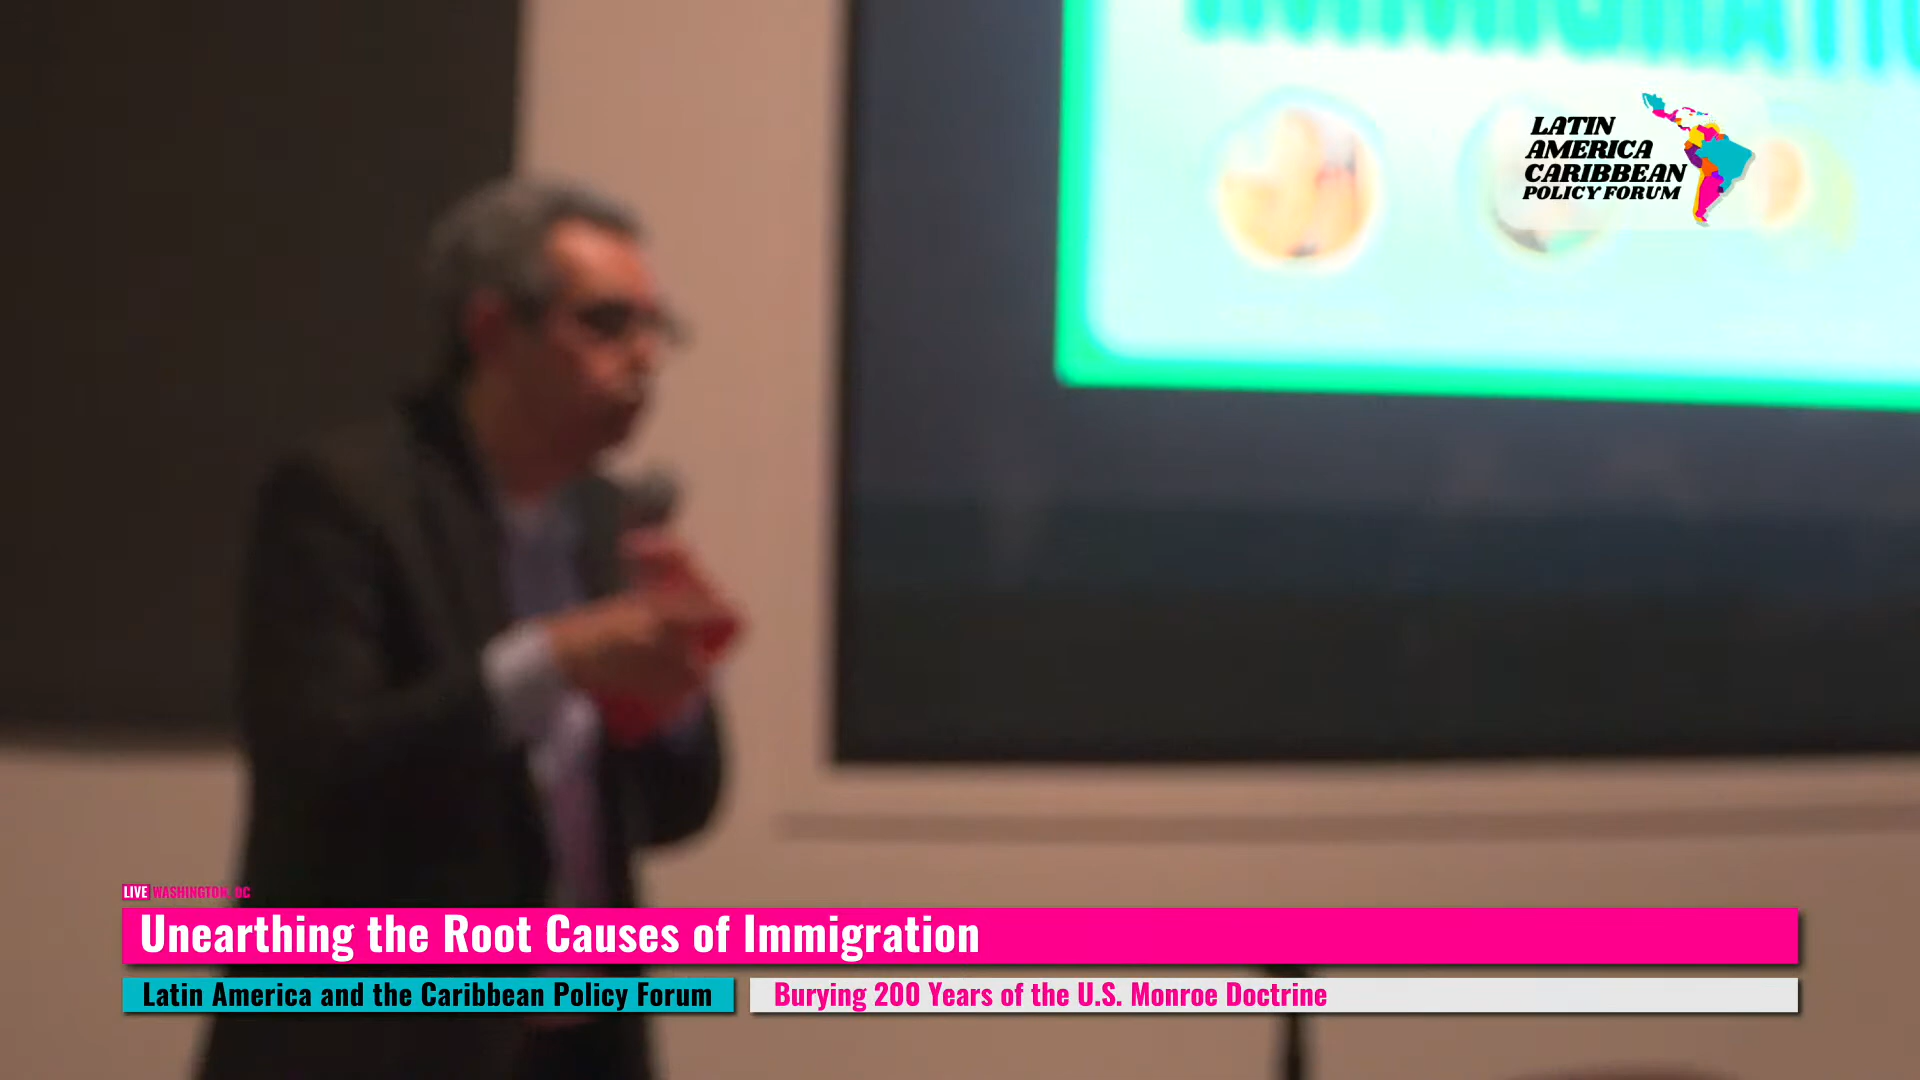 IMMIGRATIO
LATIN
AMERICA
CARIBBEAN
POLICY FORUM
LIVE WASHINGTON, DC
Unearthing the Root Causes of Immigration
Latin America and the Caribbean Policy Forum
Burying 200 Years of the U.S. Monroe Doctrine